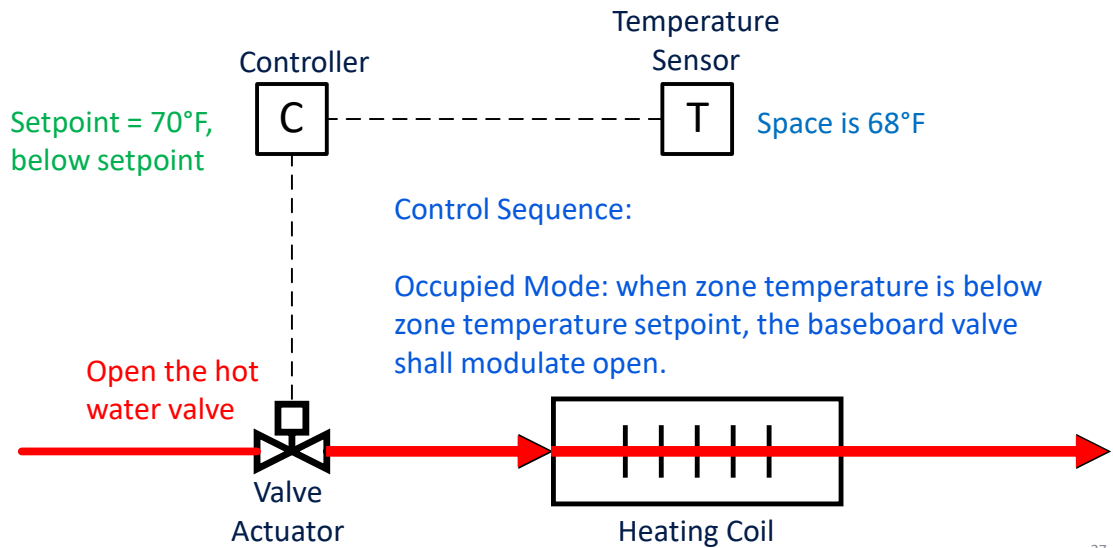 Temperature
Sensor
Controller
C
T
Setpoint = 70°F,
below setpoint
Space is 68°F
Control Sequence:
Occupied Mode: when zone temperature is below
zone temperature setpoint, the baseboard valve
shall modulate open.
Open the hot
water valve
Valve
Actuator
Heating Coil
27